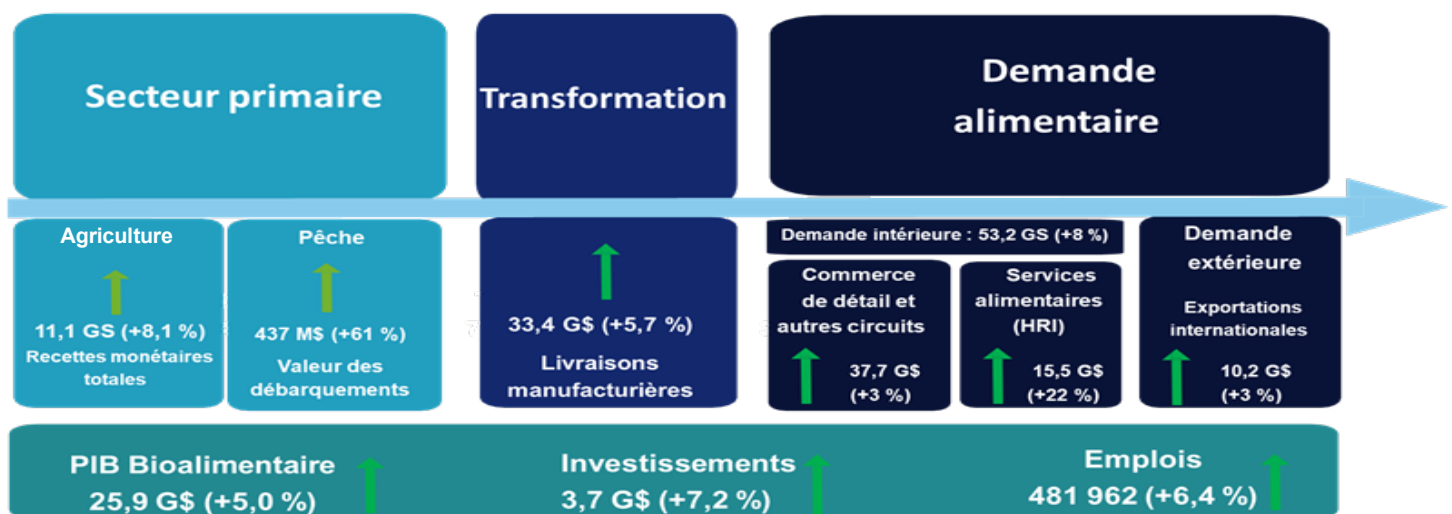 Secteur primaire
Transformation
Demande
alimentaire
Agriculture
11,1 GS (+8,1 %)
Recettes monétaires
totales
Pêche
437 M$ (+61 %)
Valeur des
débarquements
33,4 G$ (+5,7 %)
Livraisons
manufacturières
Demande intérieure : 53,2 GS (+8 %)
Commerce
de détail et
autres circuits
37,7 G$
(+3 %)
Services
alimentaires
(HRI)
15,5 G$
(+22 %)
Demande
extérieure
Exportations
internationales
10,2 G$
(+3 %)
PIB Bioalimentaire
25,9 G$ (+5,0 %)
Investissements
3,7 G$ (+7,2 %)
Emplois
481 962 (+6,4 %)